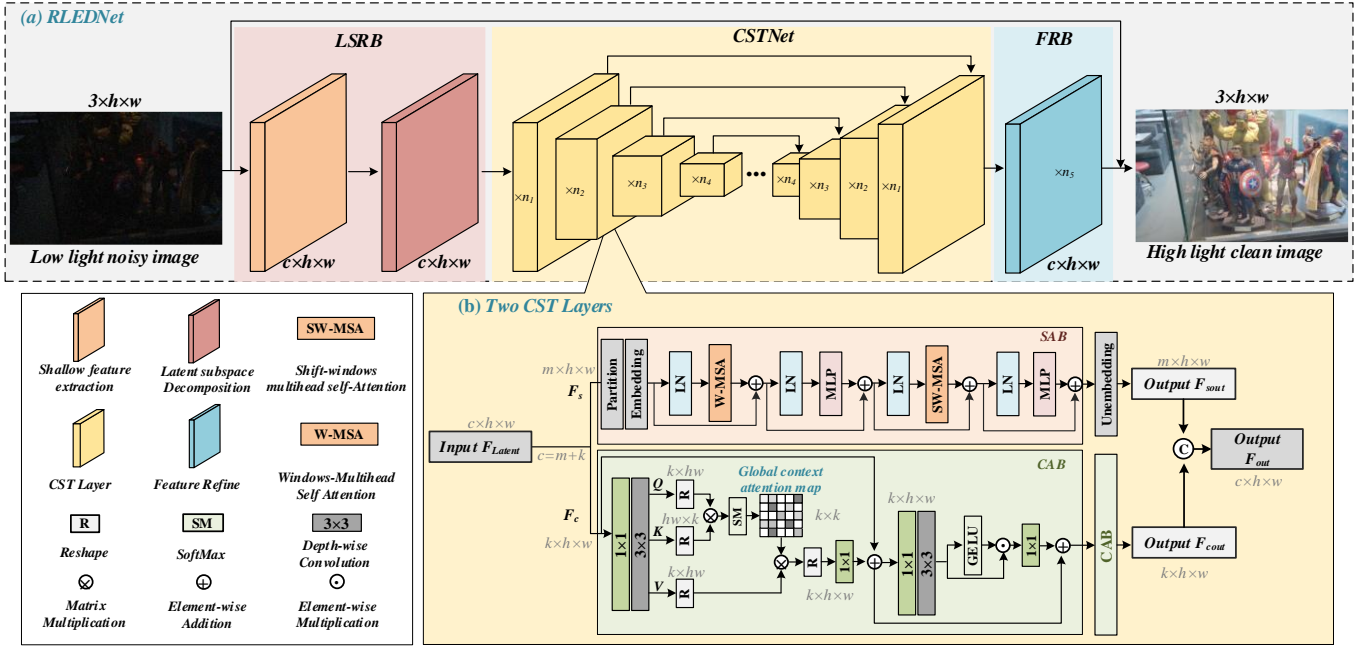 (a) RLEDNet
LSRB
CSTNet
FRB
3×h×w
3×h×w
×n1
×n2
×n3
×n4
•••
×n4
×n3
×n2
×n1
×n5
Low light noisy image
c×h×w
c×h×w
c×h×w
High light clean image
SW-MSA
Shallow feature
extraction
Latent subspace
Decomposition
Shift-windows
multihead self-Attention
W-MSA
CST Layer
Feature Refine
Windows-Multihead
Self Attention
R
SM
3×3
Reshape
SoftMax
Depth-wise
Convolution
Matrix
Multiplication
Element-wise
Addition
Element-wise
Multiplication
(b) Two CST Layers
SAB
m×h×w
Fs
Partition
Embedding
LN
W-MSA
LN
MLP
LN
SW-MSA
LN
MLP
Unembedding
m×h×w
Output Fsout
c×h×w
Input FLatent
c=m+k
C
Output
Fout
c×h×w
CAB
Global context
attention map
k×hw
Q
R
hw×k
K
R
SM
k×k
k×hw
V
R
Fc
k×h×w
1×1
3×3
R
1×1
k×h×w
k×h×w
1×1
3×3
GELU
1×1
CAB
Output Fcout
k×h×w